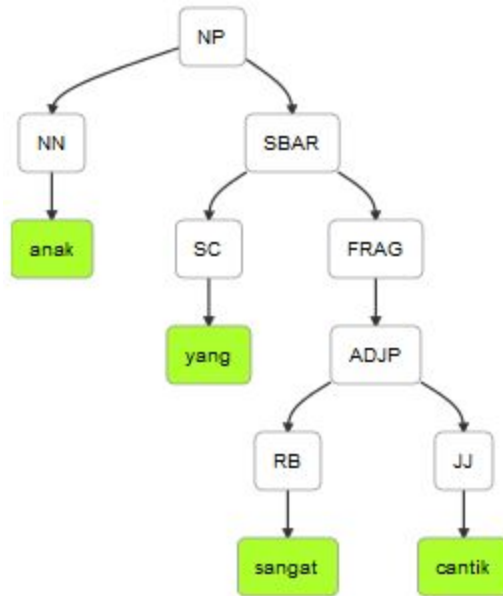 NP
NN SBAR
anak SC FRAG
yang ADJP
RB JJ
sangat cantik